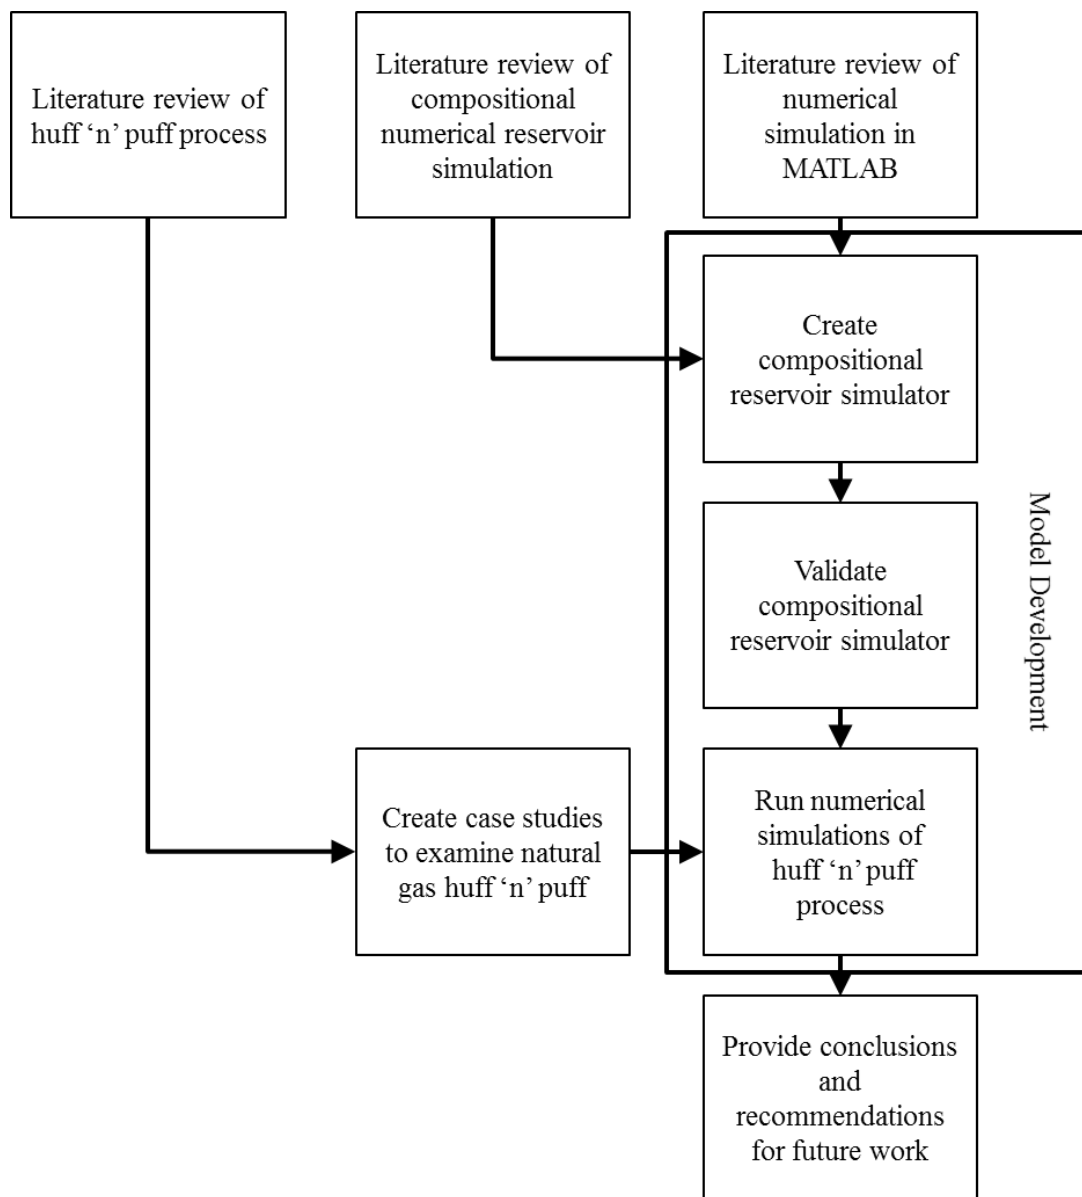 Literature review of
huff ‘n’ puff process
Literature review of
compositional
numerical reservoir
simulation
Literature review of
numerical
simulation in
MATLAB
Create
compositional
reservoir simulator
Validate
compositional
reservoir simulator
Model Development
Create case studies
to examine natural
gas huff ‘n’ puff
Run numerical
simulations of
huff ‘n’ puff
process
Provide conclusions
and
recommendations
for future work